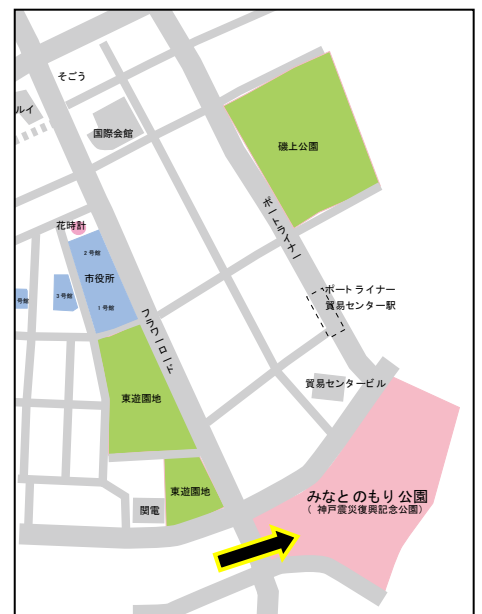 そごう
ルイ
国際会館
磯上公園
ポートライナー
花時計
2号館
市役所
3号館
号館
1号館
フラワーロード
ポートライナー
貿易センター駅
貿易センタービル
東遊園地
東遊園地
関電
みなとのもり公園
(神戸震災復興記念公園)